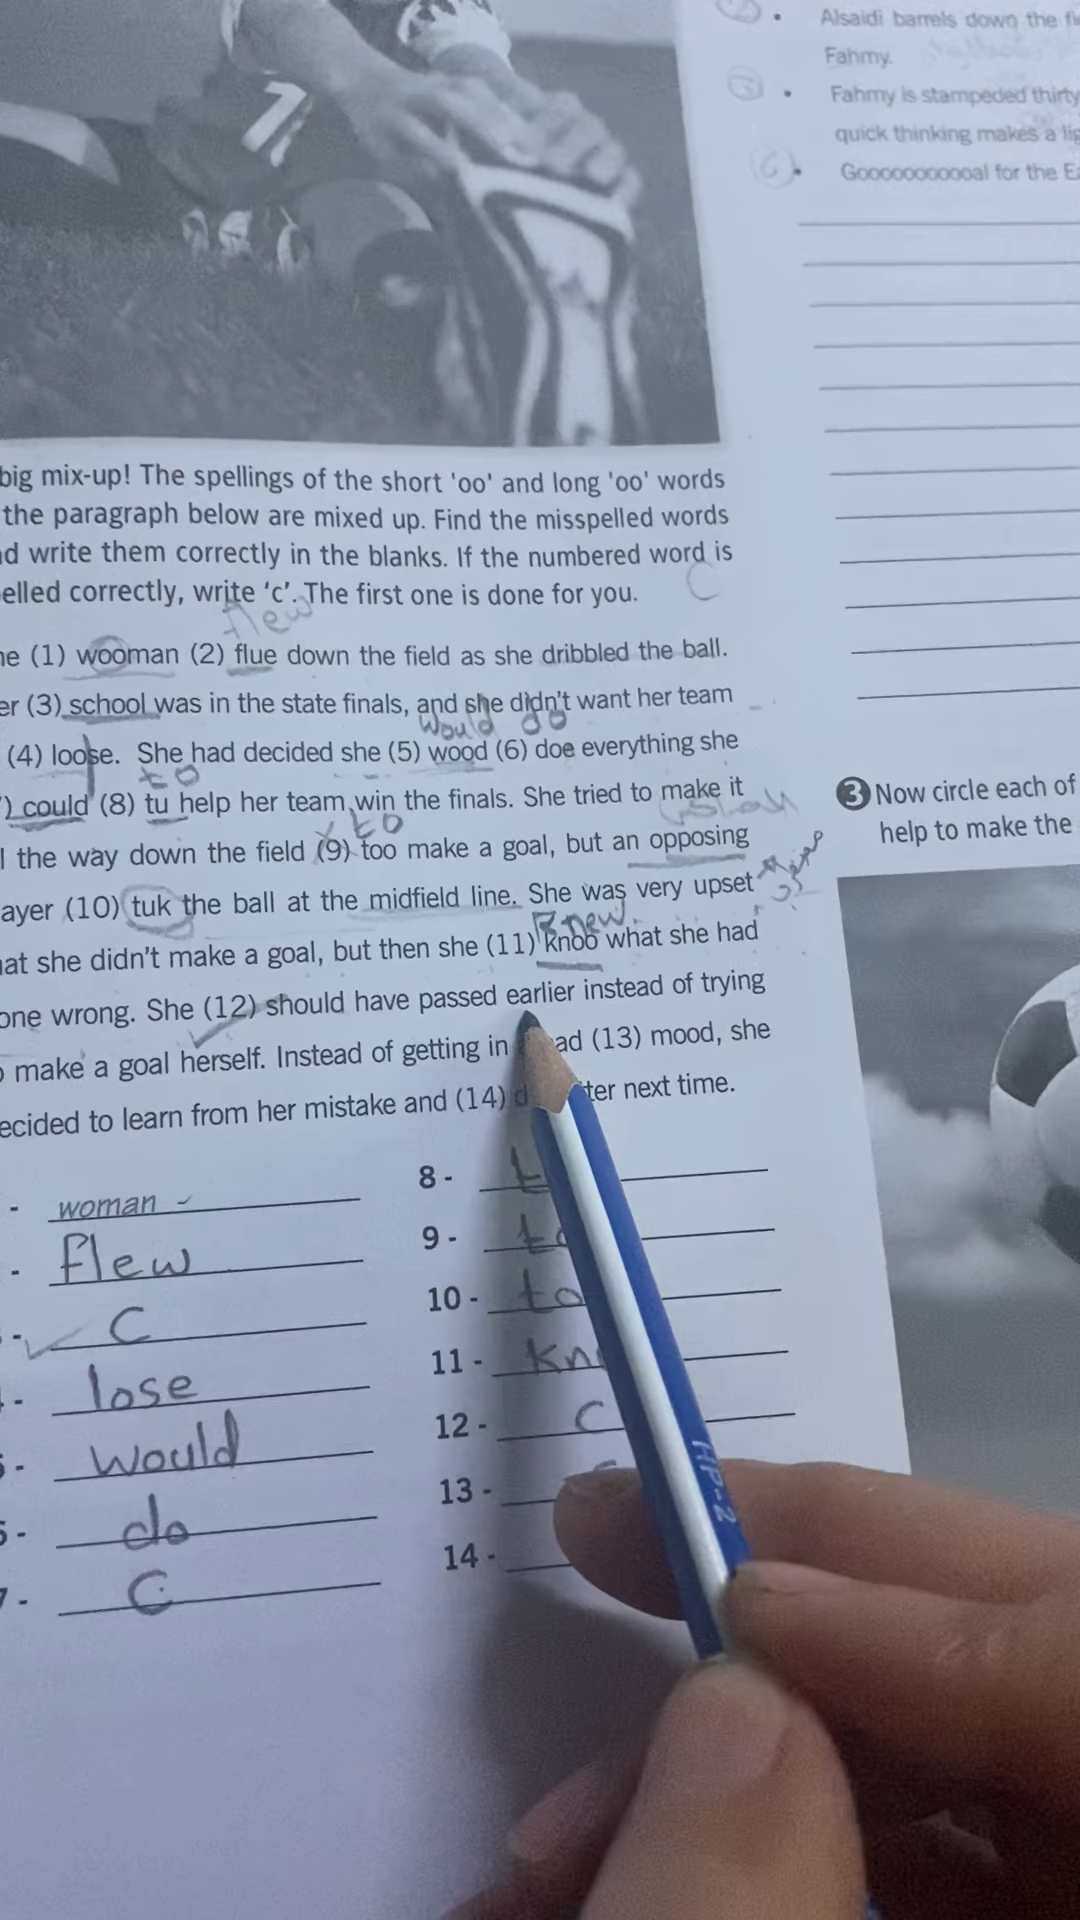 Alsaidi barrels down the
Fahmy.
Fahmy is stampeded thirty
quick thinking makes a
Gooooooooooal for the
big mix-up! The spellings of the short 'oo' and long 'oo' words
the paragraph below are mixed up. Find the misspelled words
write them correctly in the blanks. If the numbered word is
correctly, write 'c'. The first one is done for you.
C
flew
(1) wooman (2) flue down the field as she dribbled the ball.
(3) school was in the state finals, and she didn't want her team
would do
(4) loose. She had decided she (5) wood (6) doe everything she
to
could (8) tu help her team win the finals. She tried to make it
to
the way down the field (9) too make a goal, but an opposing
(10) tuk the ball at the midfield line. She was very upset
knew
she didn't make a goal, but then she (11) knoo what she had
wrong. She (12) should have passed earlier instead of trying
make a goal herself. Instead of getting in (13) mood, she
to learn from her mistake and (14) next time.
- woman
- flew
- C
- lose
- would
- do
- C
8 -
9 -
10 -
11 -
12 - C
13 -
14 -
3 Now circle each of
help to make the
HP-2